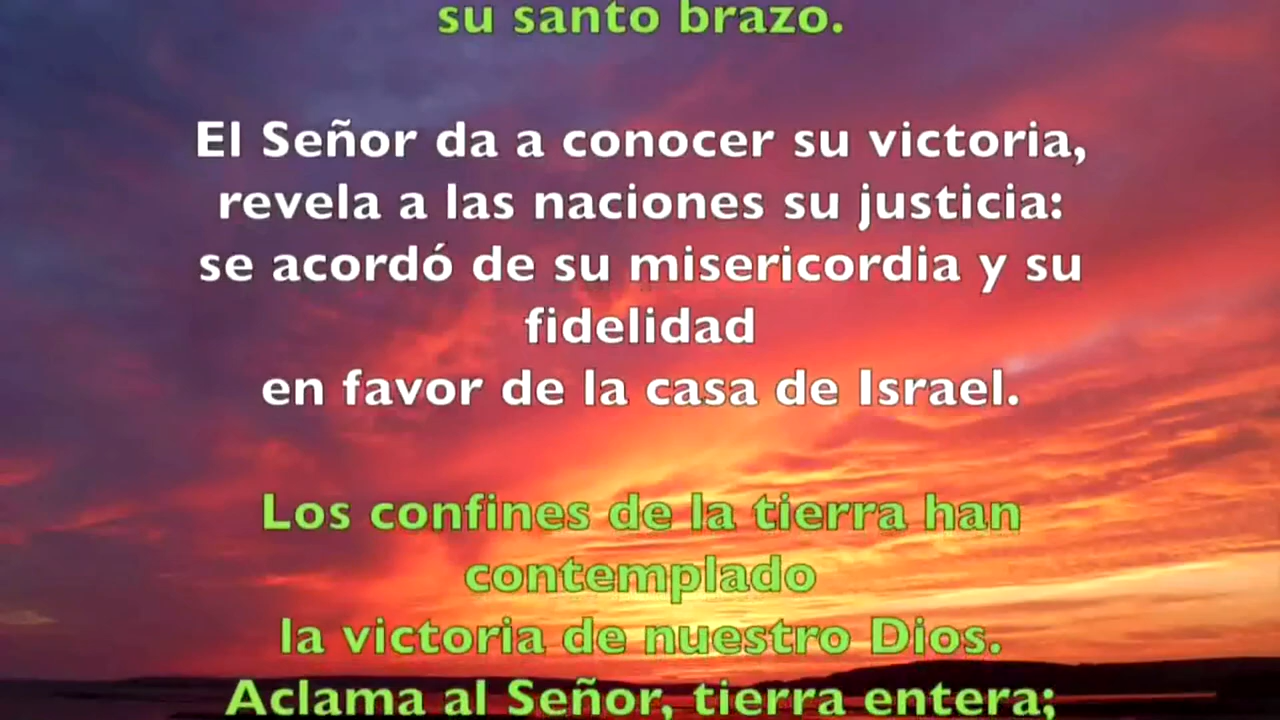 su santo brazo.
El Señor da a conocer su victoria,
revela a las naciones su justicia:
se acordó de su misericordia y su
fidelidad
en favor de la casa de Israel.
Los confines de la tierra han
contemplado
la victoria de nuestro Dios.
Aclama al Señor, tierra entera;